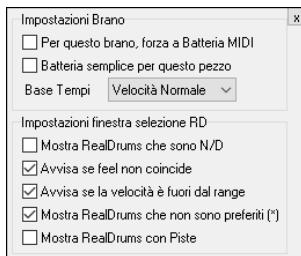 Impostazioni Brano
x
Per questo brano, forza a Batteria MIDI
Batteria semplice per questo pezzo
Base Tempi Velocità Normale
Impostazioni finestra selezione RD
Mostra RealDrums che sono N/D
Avvisa se feel non coincide
Avvisa se la velocità è fuori dal range
Mostra RealDrums che non sono preferiti (*)
Mostra RealDrums con Piste